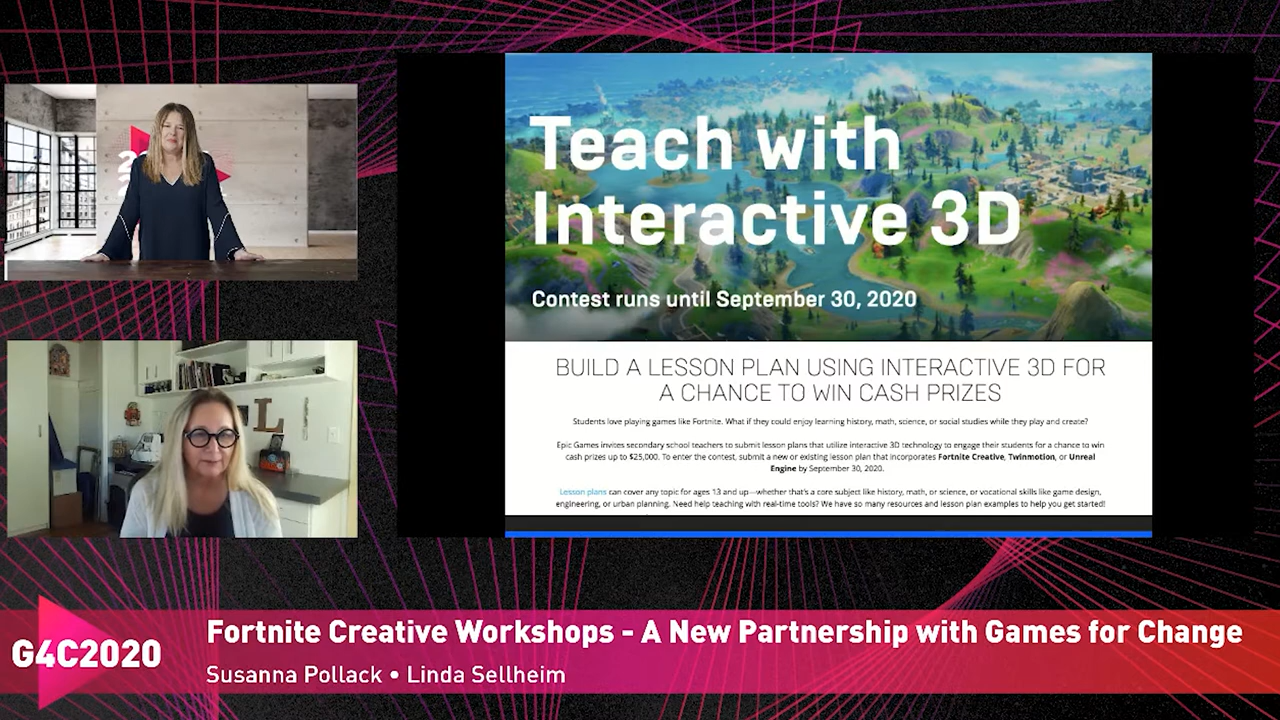 Teach with
Interactive 3D
Contest runs until September 30, 2020
BUILD A LESSON PLAN USING INTERACTIVE 3D FOR
A CHANCE TO WIN CASH PRIZES
Students love playing games like Fortnite. What if they could enjoy learning history, math, science, or social studies while they play and create?
Epic Games invites secondary school teachers to submit lesson plans that utilize interactive 3D technology to engage their students for a chance to win
cash prizes up to $25,000. To enter the contest, submit a new or existing lesson plan that incorporates Fortnite Creative, Twinmotion, or Unreal
Engine by September 30, 2020.
Lesson plans can cover any topic for ages 13 and up—whether that's a core subject like history, math, or science, or vocational skills like game design,
engineering, or urban planning. Need help teaching with real-time tools? We have so many resources and lesson plan examples to help you get started!
L
G4C2020
Fortnite Creative Workshops - A New Partnership with Games for Change
Susanna Pollack • Linda Sellheim